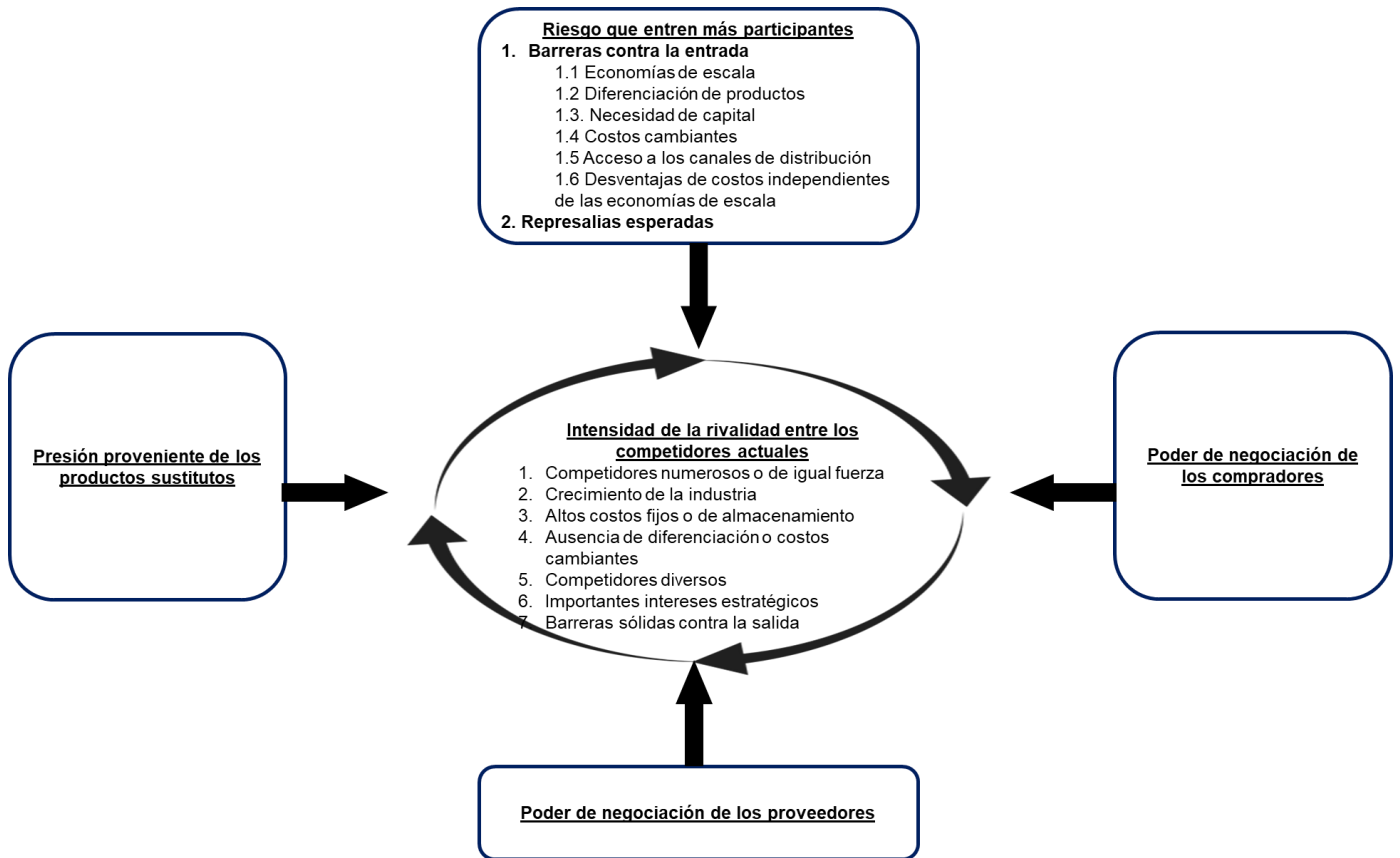 Riesgo que entren más participantes
1. Barreras contra la entrada
1.1 Economías de escala
1.2 Diferenciación de productos
1.3. Necesidad de capital
1.4 Costos cambiantes
1.5 Acceso a los canales de distribución
1.6 Desventajas de costos independientes
de las economías de escala
2. Represalias esperadas
Presión proveniente de los
productos sustitutos
Intensidad de la rivalidad entre los
competidores actuales
1. Competidores numerosos o de igual fuerza
2. Crecimiento de la industria
3. Altos costos fijos o de almacenamiento
4. Ausencia de diferenciación o costos
cambiantes
5. Competidores diversos
6. Importantes intereses estratégicos
7. Barreras sólidas contra la salida
Poder de negociación de
los compradores
Poder de negociación de los proveedores